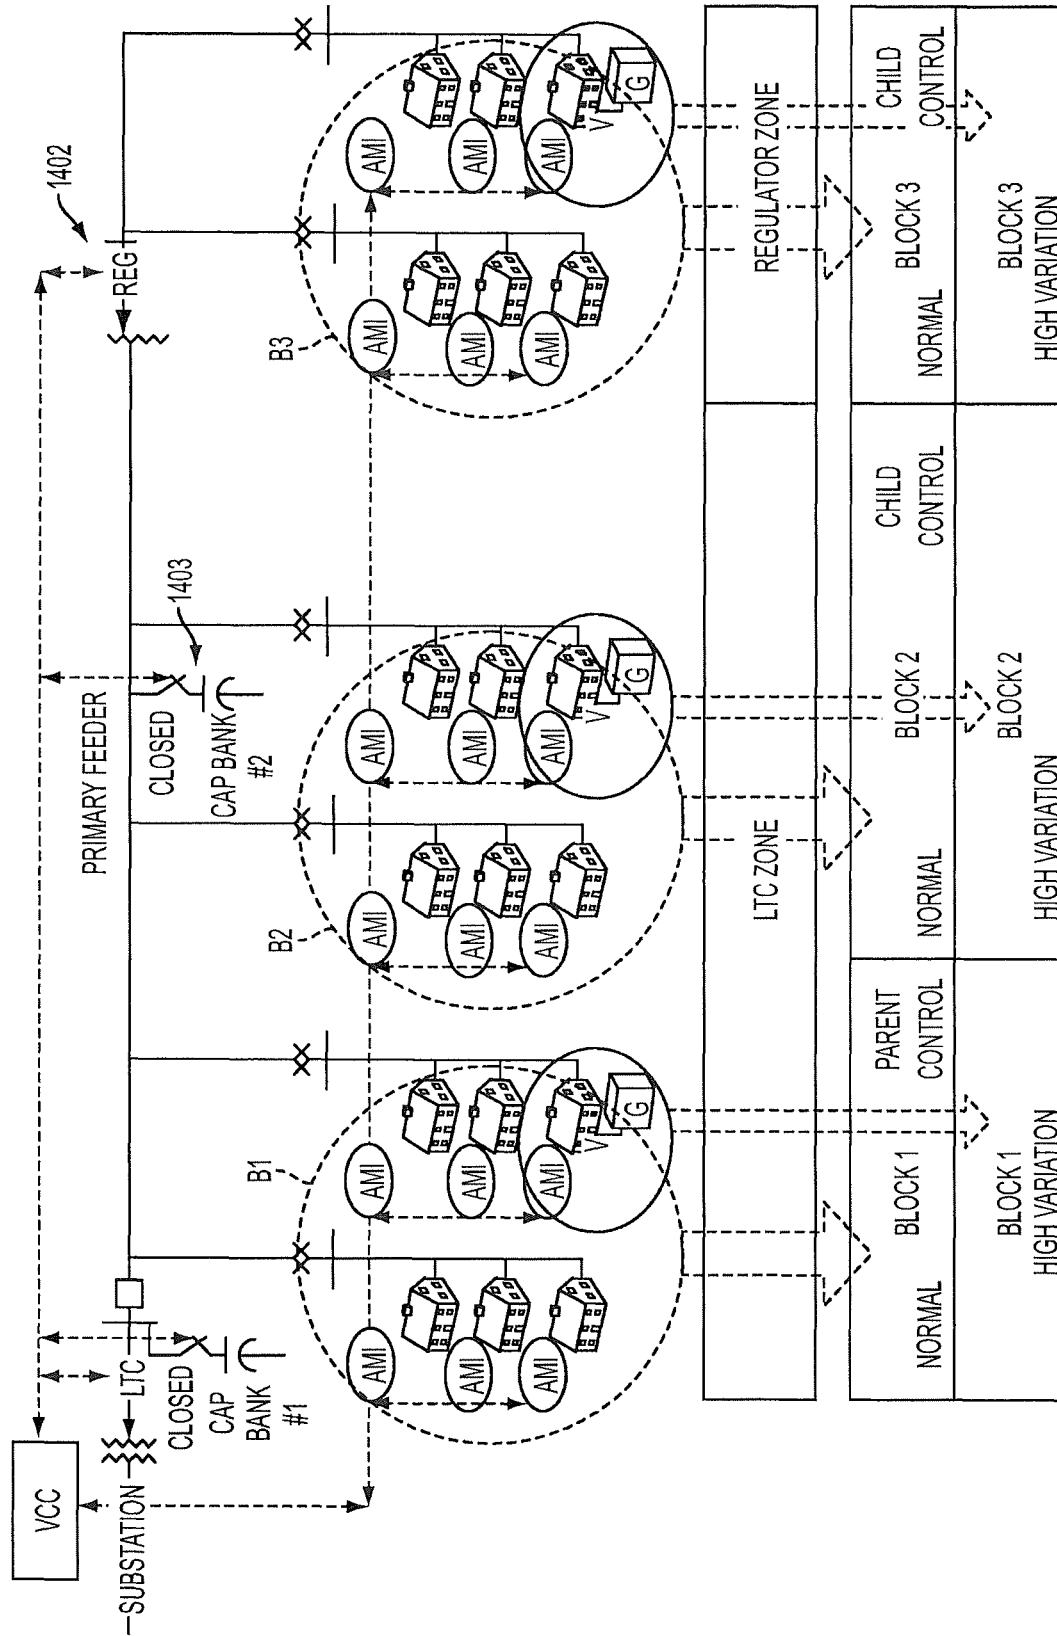 VCC
SUBSTATION
LTC
CLOSED
CAP
BANK
#1
PRIMARY FEEDER
CLOSED
CAP BANK
#2
1403
REG
1402
B1
B2
B3
AMI
AMI
AMI
AMI
AMI
AMI
V
G
AMI
AMI
AMI
AMI
AMI
AMI
V
G
AMI
AMI
AMI
AMI
AMI
AMI
V
G
LTC ZONE
REGULATOR ZONE
NORMAL
BLOCK 1
PARENT
CONTROL
NORMAL
BLOCK 2
CHILD
CONTROL
NORMAL
BLOCK 3
CHILD
CONTROL
BLOCK 1
HIGH VARIATION
BLOCK 2
HIGH VARIATION
BLOCK 3
HIGH VARIATION